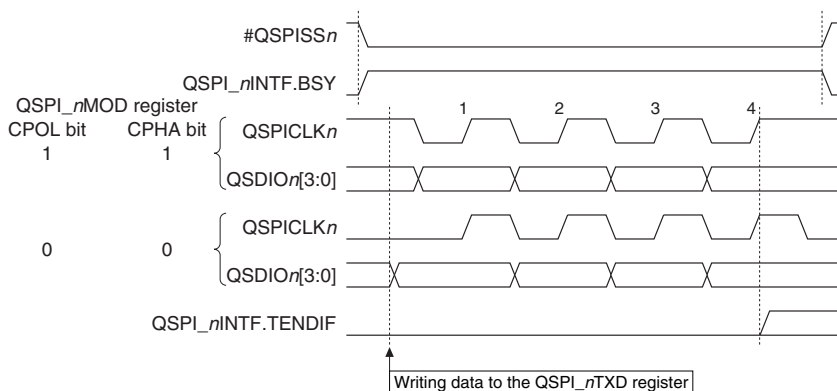 #QSPISSn
QSPI_nINTF.BSY
QSPI_nMOD register
CPOL bit CPHA bit
1 1
QSPICLKn
1 2 3 4
QSDIOn[3:0]
0 0
QSPICLKn
QSDIOn[3:0]
QSPI_nINTF.TENDIF
Writing data to the QSPI_nTXD register